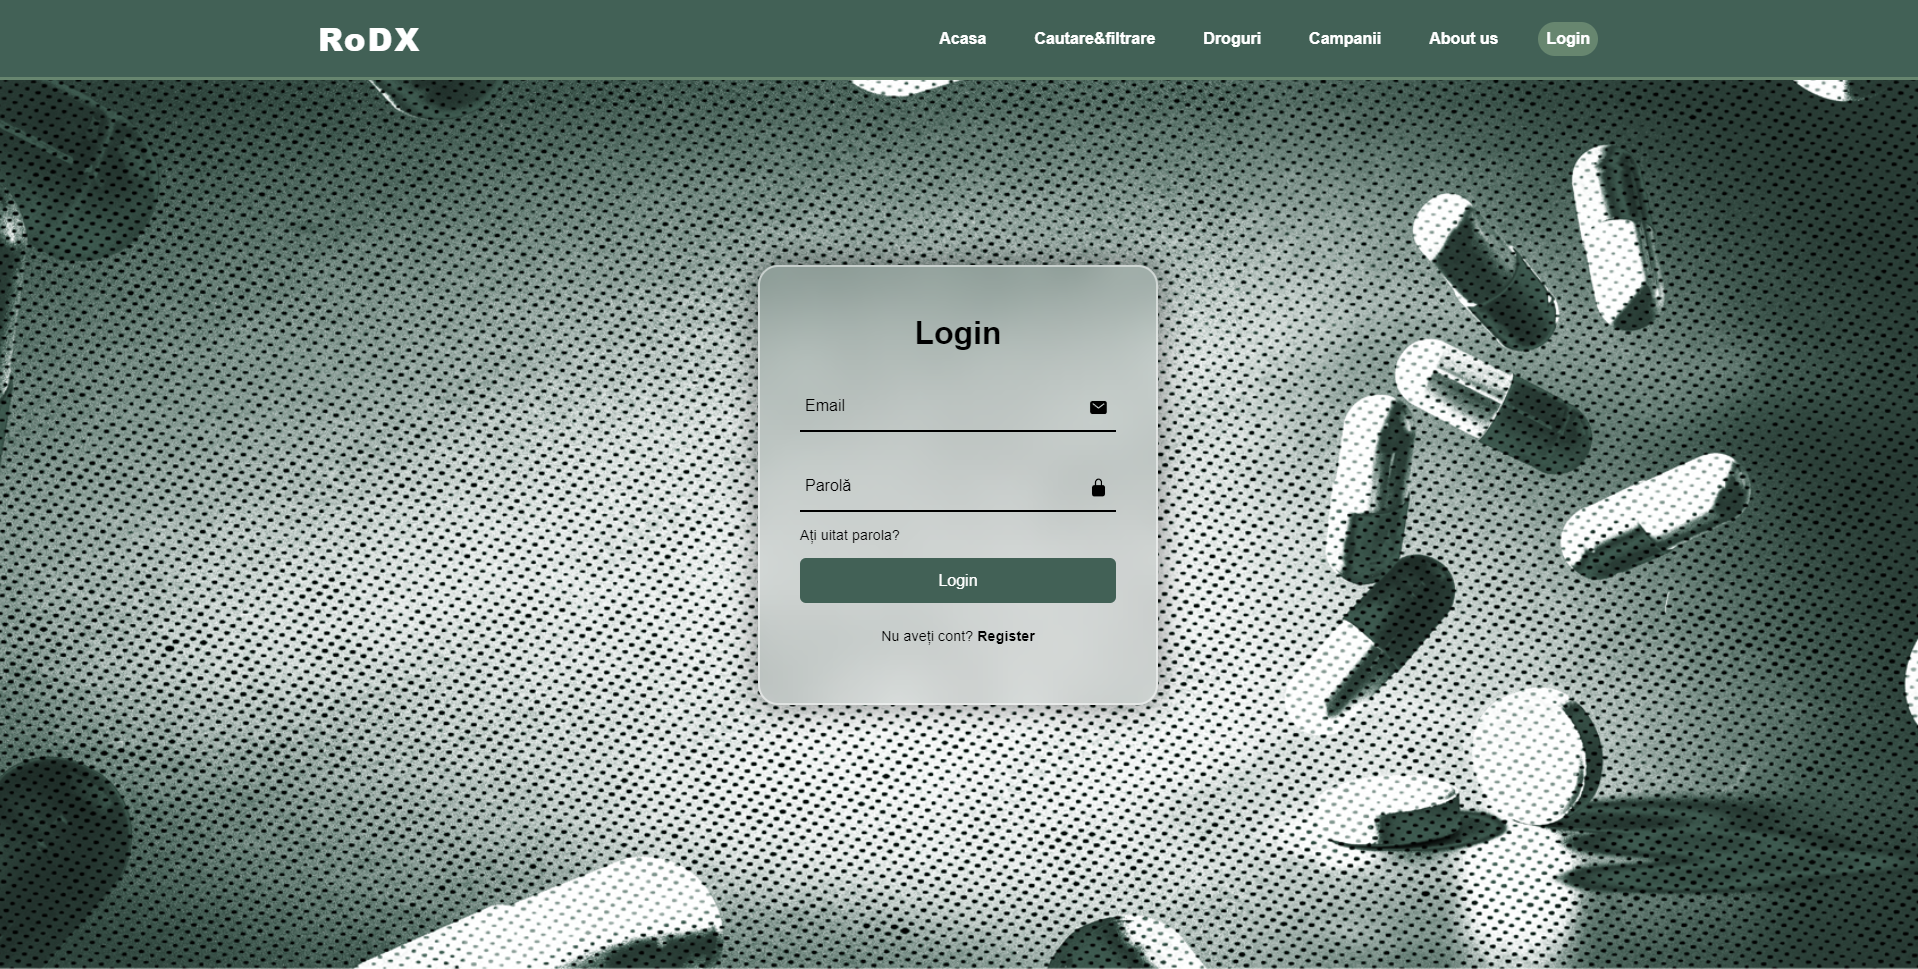 RoDX
Acasa Cautare&filtrare Droguri Campanii About us Login
Login
Email
Parolă
Ați uitat parola?
Login
Nu aveți cont? Register